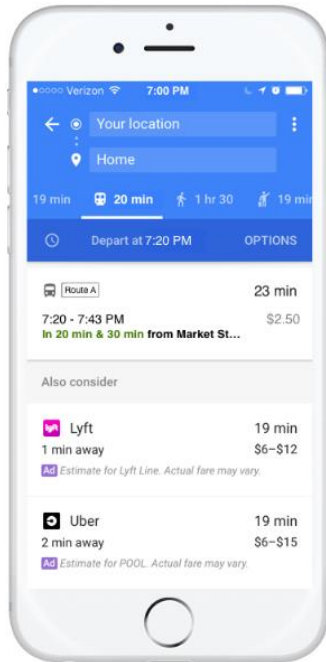 Verizon 7:00 PM
Your location
Home
19 min 20 min 1 hr 30 19 min
Depart at 7:20 PM OPTIONS
Route A 23 min
7:20 - 7:43 PM $2.50
In 20 min & 30 min from Market St...
Also consider
Lyft 19 min
1 min away $6–$12
Ad Estimate for Lyft Line. Actual fare may vary.
Uber 19 min
2 min away $6–$15
Ad Estimate for POOL. Actual fare may vary.